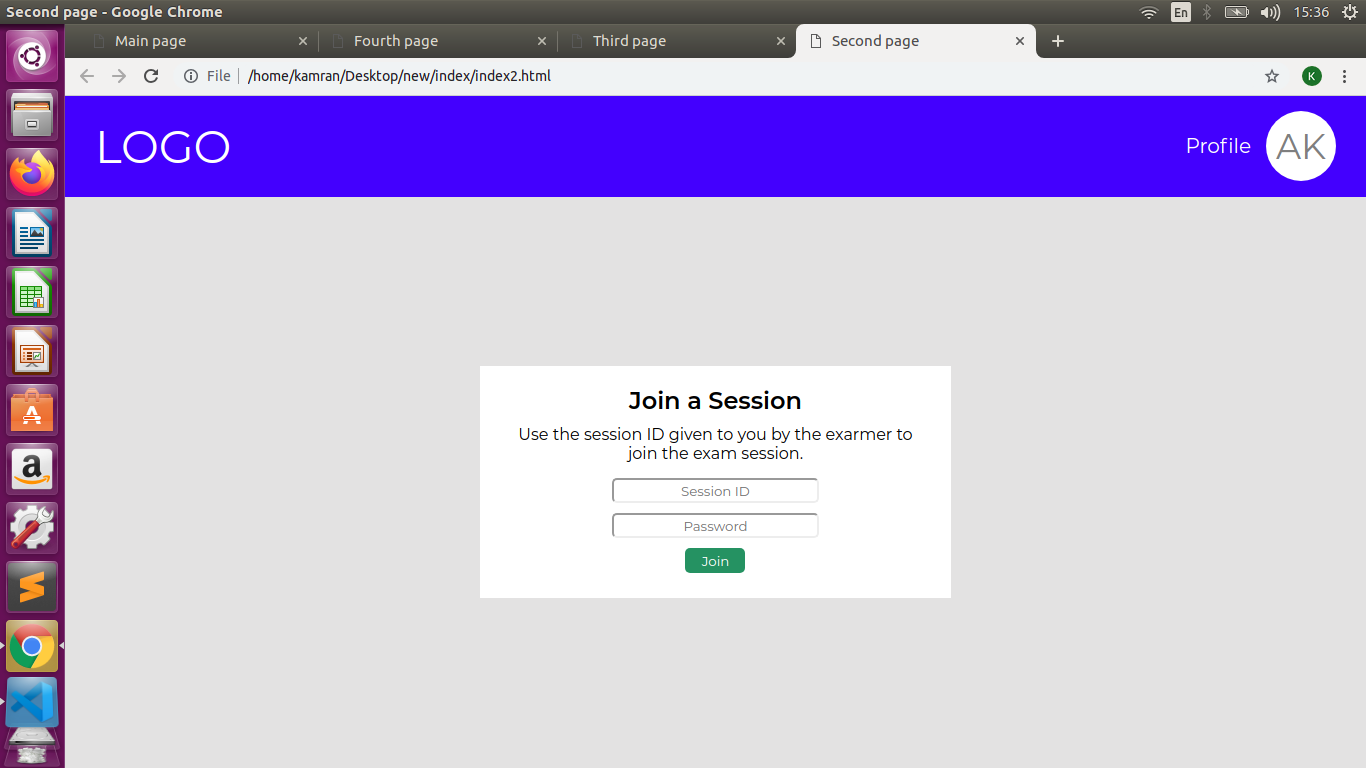 Second page - Google Chrome
En
15:36
Main page
Fourth page
Third page
Second page
File
/home/kamran/Desktop/new/index/index2.html
K
LOGO
Profile
AK
Join a Session
Use the session ID given to you by the exarmer to
join the exam session.
Session ID
Password
Join